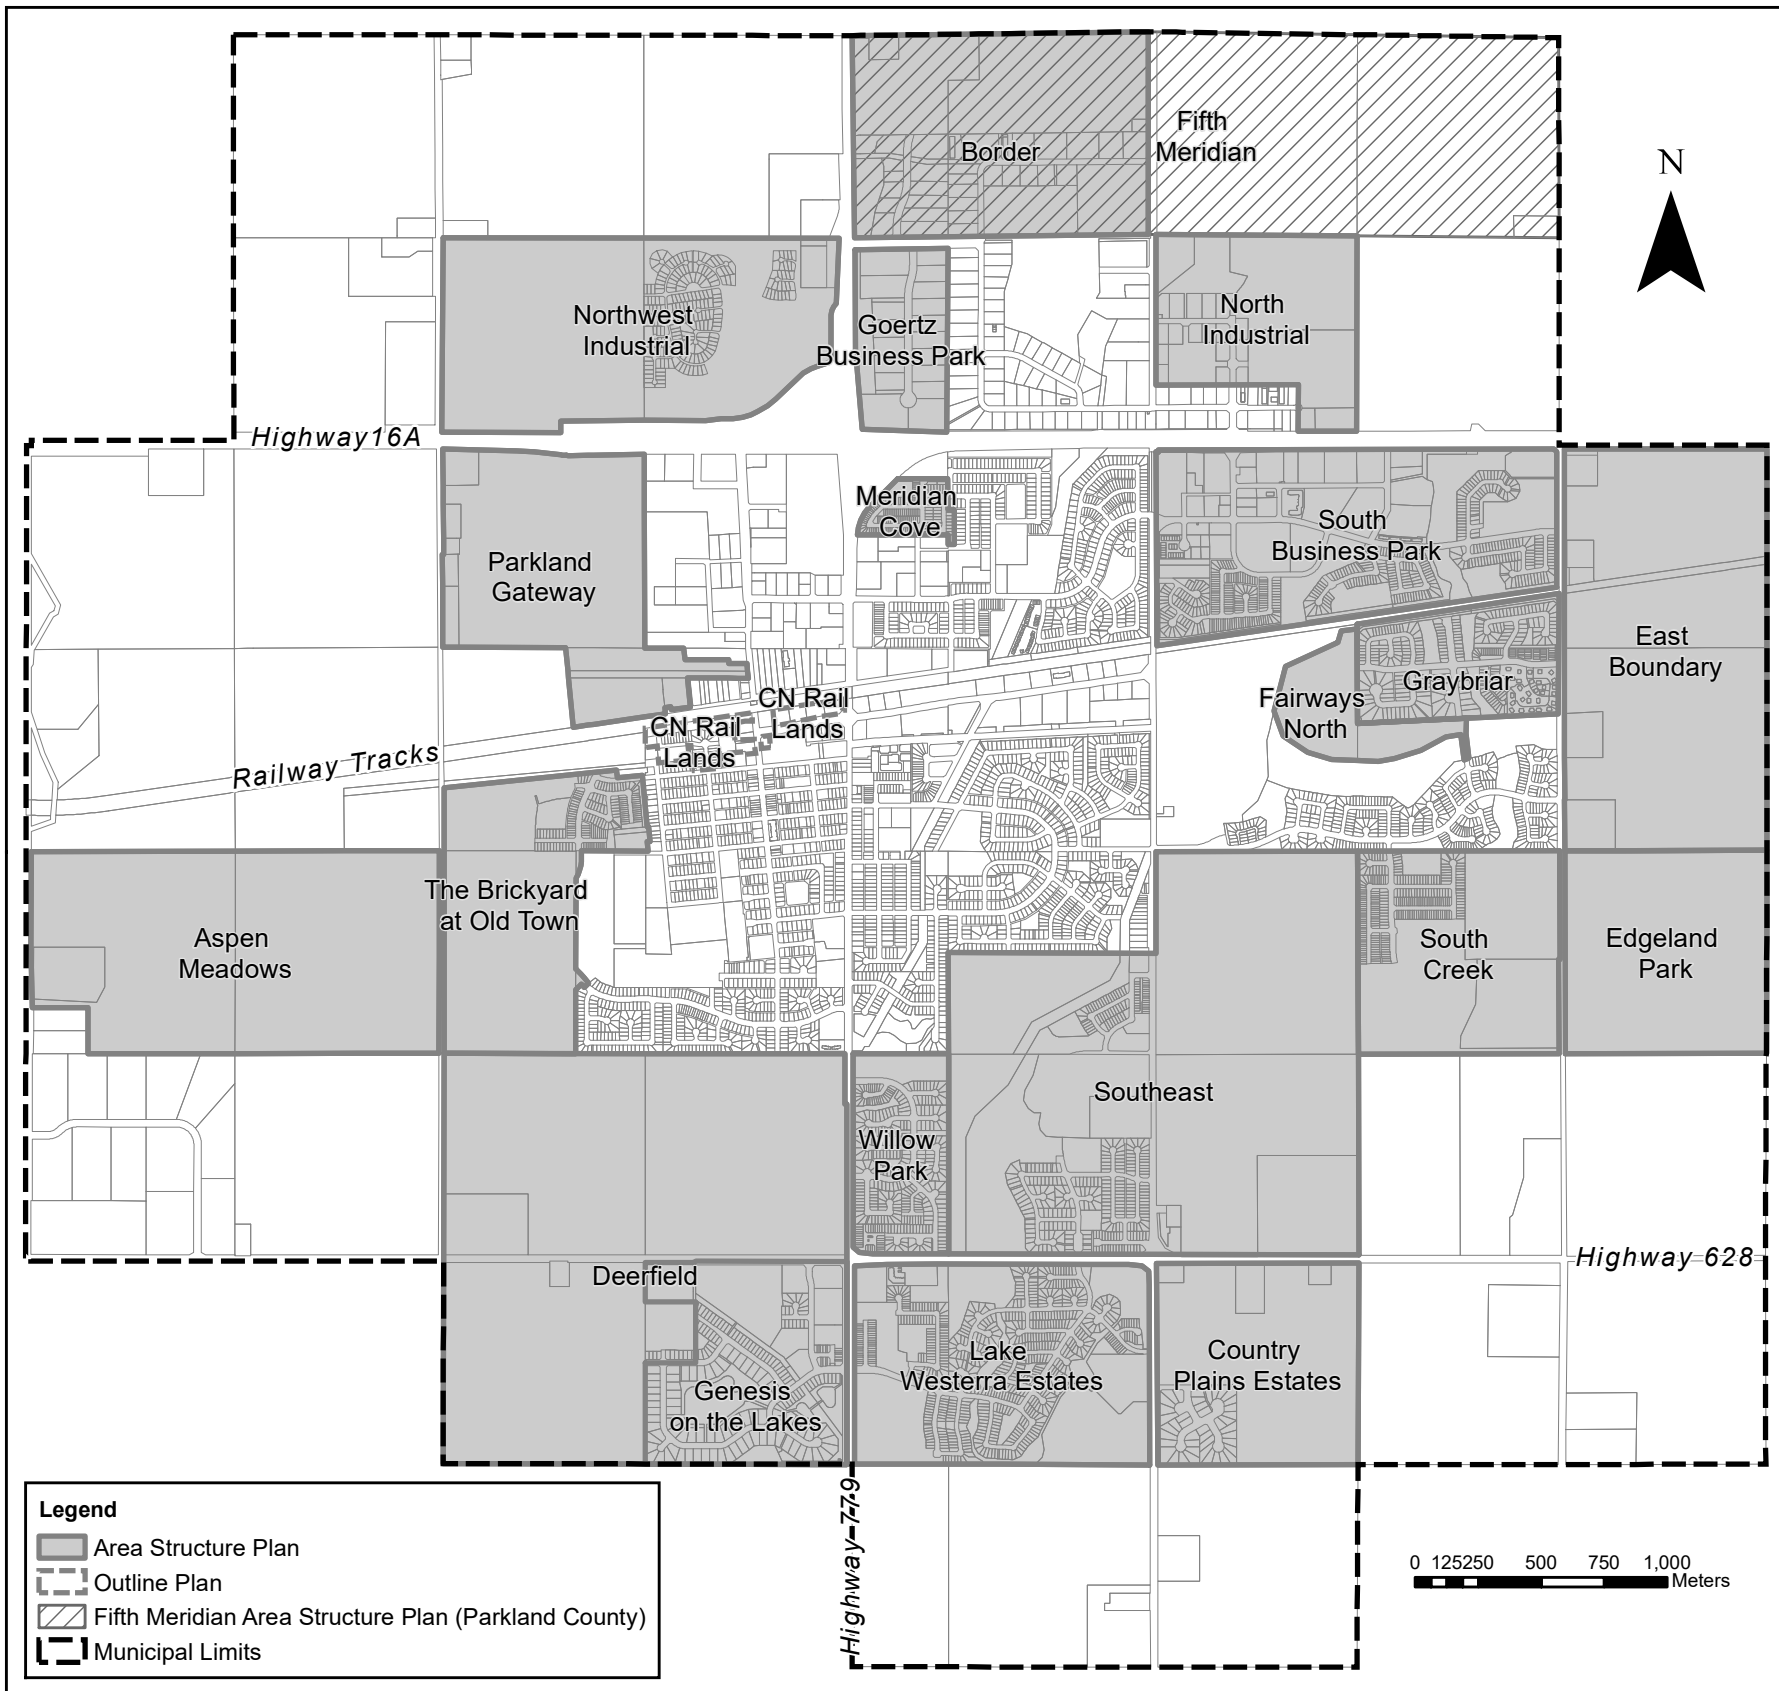 Fifth
Meridian
Border
N
Northwest
Industrial
Goertz
Business Park
North
Industrial
Highway16A
Meridian
Cove
South
Business Park
Parkland
Gateway
East
Boundary
Graybriar
Fairways
North
CN Rail
Lands
CN Rail
Lands
Railway Tracks
The Brickyard
at Old Town
Aspen
Meadows
South
Creek
Edgeland
Park
Southeast
Willow
Park
Highway 628
Deerfield
Lake
Westerra Estates
Country
Plains Estates
Genesis
on the Lakes
Highway 779
Legend
Area Structure Plan
Outline Plan
Fifth Meridian Area Structure Plan (Parkland County)
Municipal Limits
0 125250 500 750 1,000
Meters